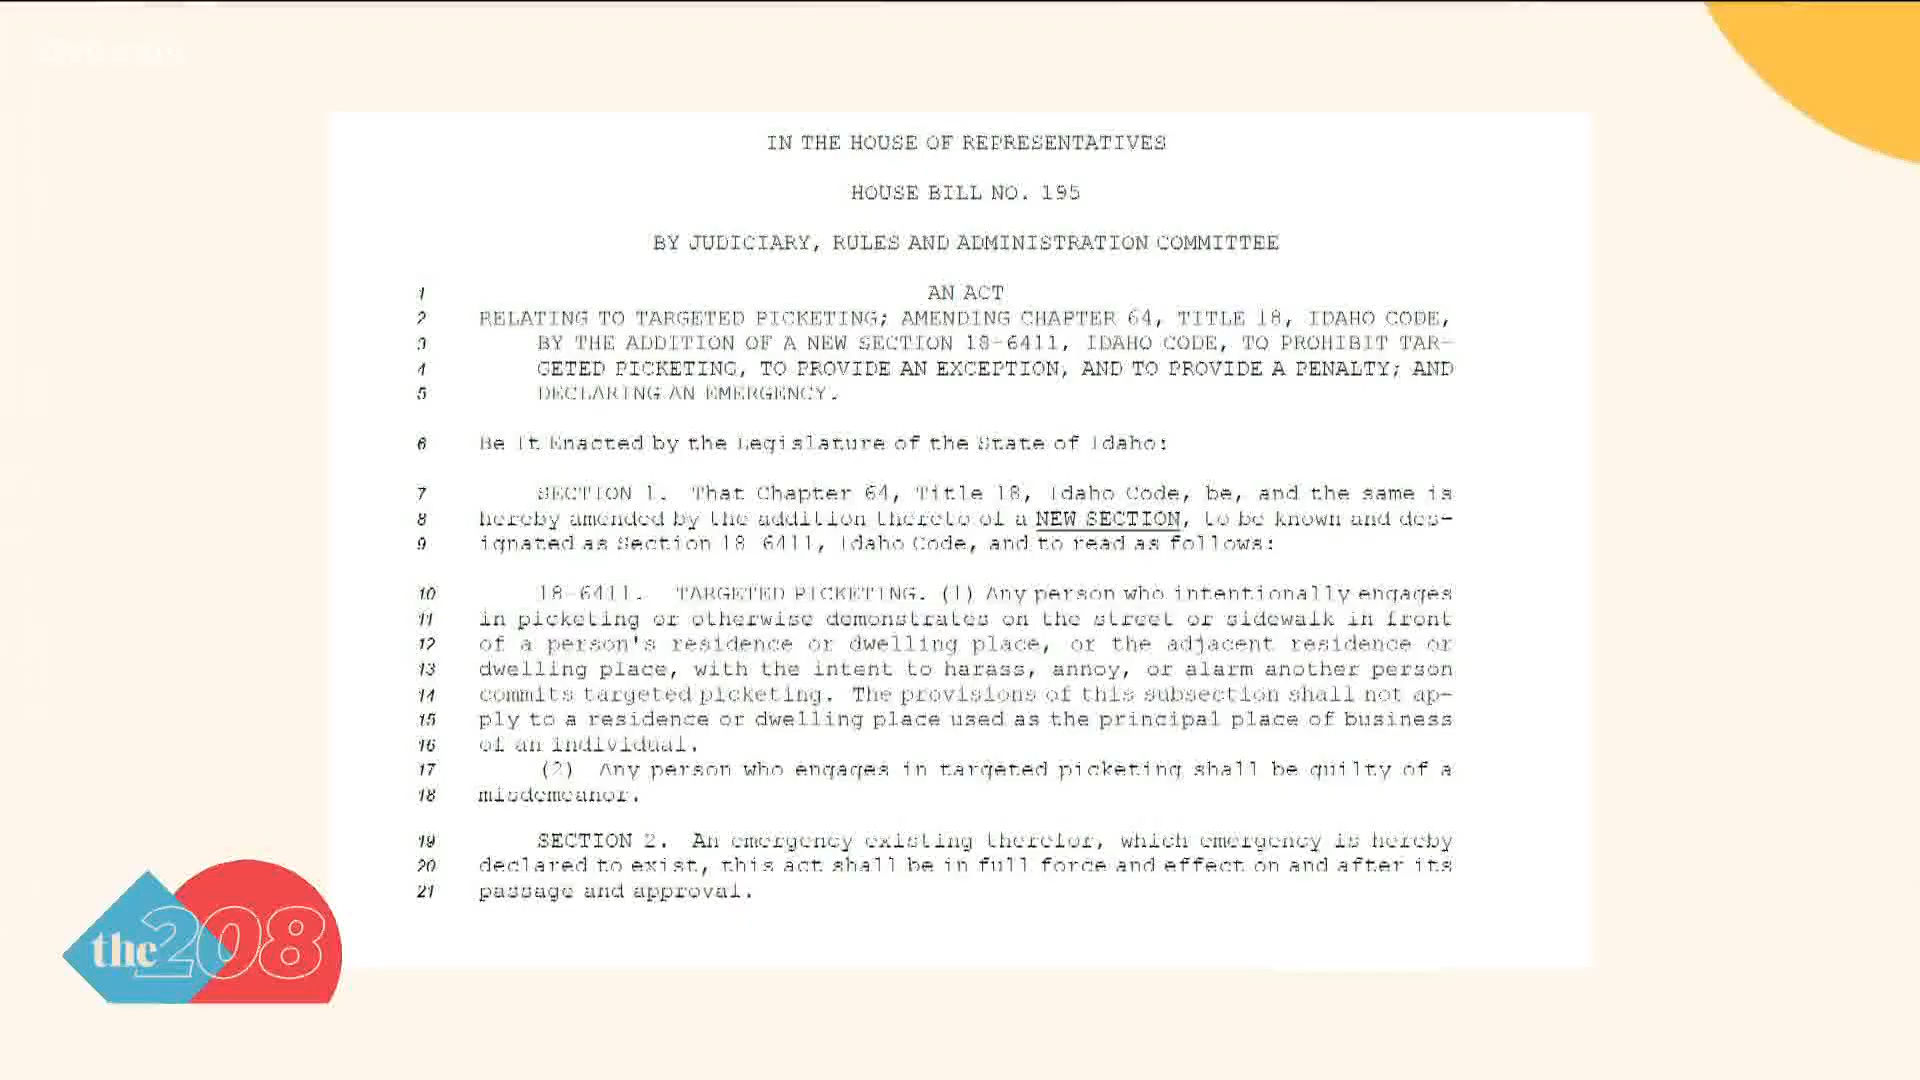 IN THE HOUSE OF REPRESENTATIVES
HOUSE BILL NO. 195
BY JUDICIARY, RULES AND ADMINISTRATION COMMITTEE
1 AN ACT
2 RELATING TO TARGETED PICKETING; AMENDING CHAPTER 64, TITLE 18, IDAHO CODE,
3 BY THE ADDITION OF A NEW SECTION 18-6411, IDAHO CODE, TO PROHIBIT TAR-
4 GETED PICKETING, TO PROVIDE AN EXCEPTION, AND TO PROVIDE A PENALTY; AND
5 DECLARING AN EMERGENCY.
6 Be It Enacted by the Legislature of the State of Idaho:
7 SECTION 1. That Chapter 64, Title 18, Idaho Code, be, and the same is
8 hereby amended by the addition thereto of a NEW SECTION, to be known and des-
9 ignated as Section 18-6411, Idaho Code, and to read as follows:
10 18-6411. TARGETED PICKETING. (1) Any person who intentionally engages
11 in picketing or otherwise demonstrates on the street or sidewalk in front
12 of a person's residence or dwelling place, or the adjacent residence or
13 dwelling place, with the intent to harass, annoy, or alarm another person
14 commits targeted picketing. The provisions of this subsection shall not ap-
15 ply to a residence or dwelling place used as the principal place of business
16 of an individual.
17 (2) Any person who engages in targeted picketing shall be guilty of a
18 misdemeanor.
19 SECTION 2. An emergency existing therefor, which emergency is hereby
20 declared to exist, this act shall be in full force and effect on and after its
21 passage and approval.
the 208